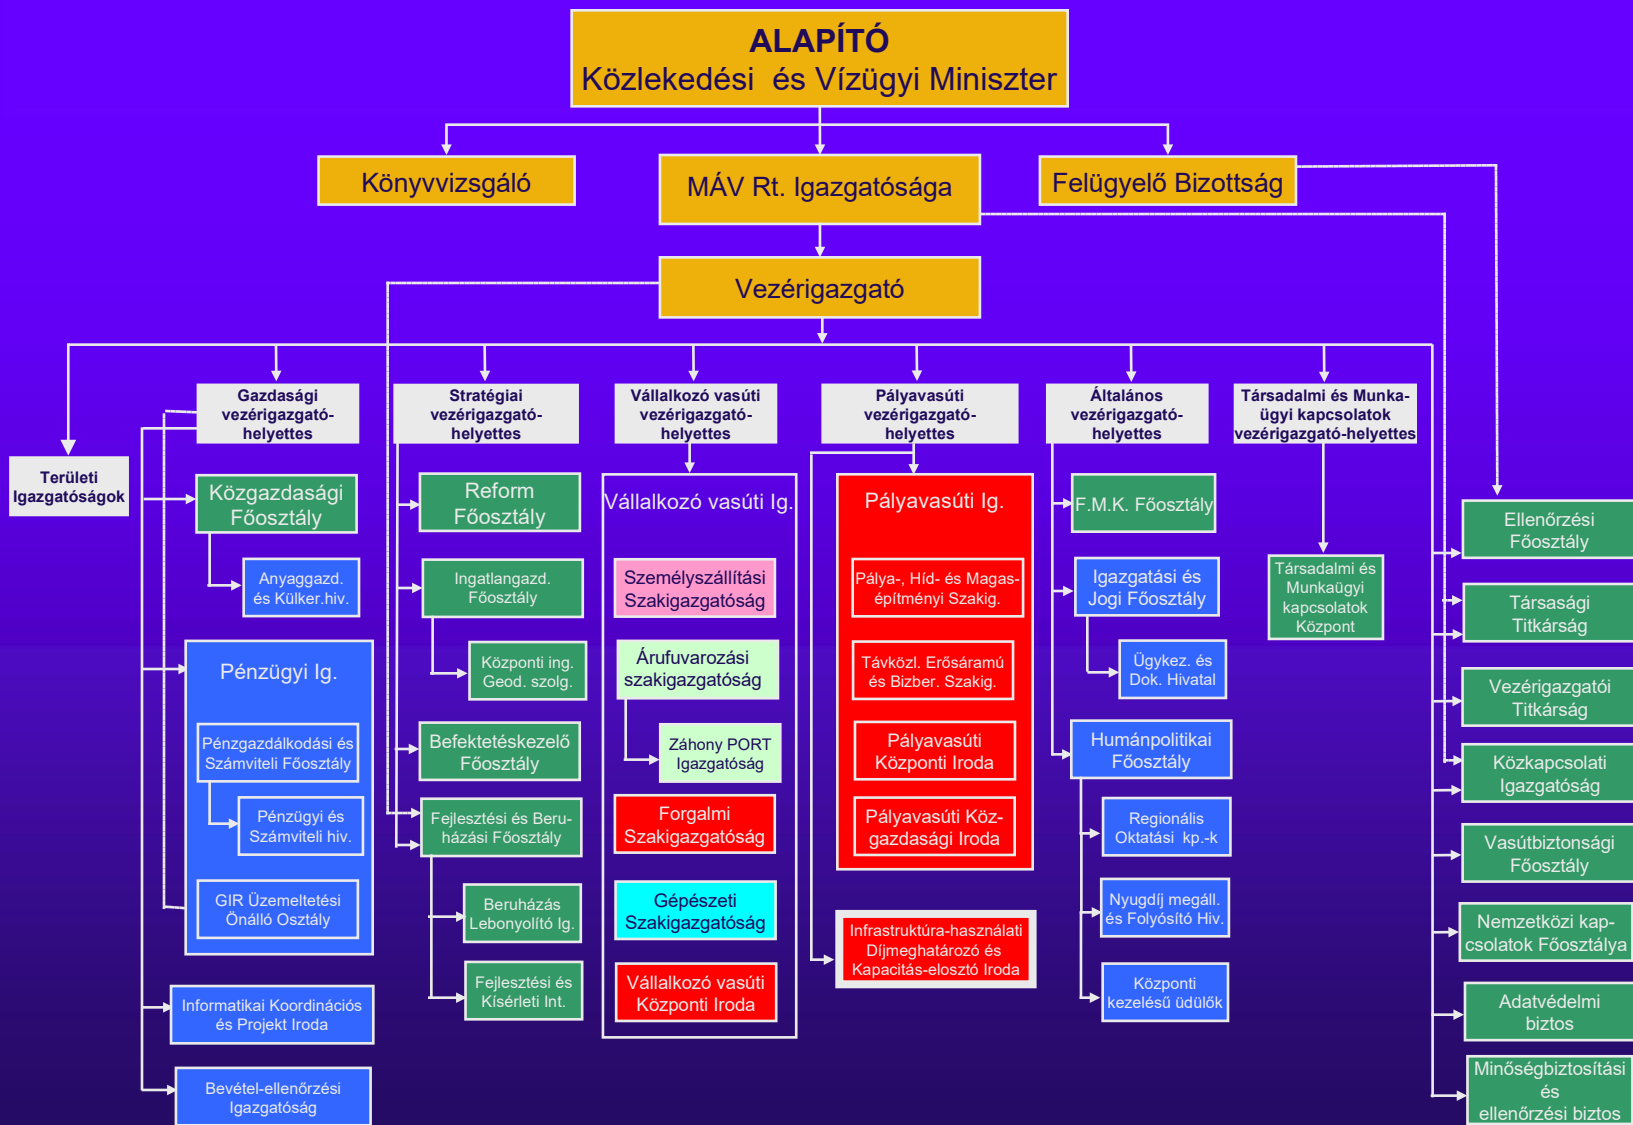 ALAPÍTÓ
Közlekedési és Vízügyi Miniszter
Könyvvizsgáló
MÁV Rt. Igazgatósága
Felügyelő Bizottság
Vezérigazgató
Területi
Igazgatóságok
Gazdasági
vezérigazgató-
helyettes
Közgazdasági
Főosztály
Anyaggazd.
és Külker.hiv.
Pénzügyi Ig.
Pénzgazdálkodási és
Számviteli Főosztály
Pénzügyi és
Számviteli hiv.
GIR Üzemeltetési
Önálló Osztály
Informatikai Koordinációs
és Projekt Iroda
Bevétel-ellenőrzési
Igazgatóság
Stratégiai
vezérigazgató-
helyettes
Reform
Főosztály
Ingatlangazd.
Főosztály
Központi ing.
Geod. szolg.
Befektetéskezelő
Főosztály
Fejlesztési és Beru-
házási Főosztály
Beruházás
Lebonyolító Ig.
Fejlesztési és
Kísérleti Int.
Vállalkozó vasúti
vezérigazgató-
helyettes
Vállalkozó vasúti Ig.
Személyszállítási
Szakigazgatóság
Árufuvarozási
szakigazgatóság
Záhony PORT
Igazgatóság
Forgalmi
Szakigazgatóság
Gépészeti
Szakigazgatóság
Vállalkozó vasúti
Központi Iroda
Pályavasúti
vezérigazgató-
helyettes
Pályavasúti Ig.
Pálya-, Híd- és Magas-
építményi Szakig.
Távközl. Erősáramú
és Bizber. Szakig.
Pályavasúti
Központi Iroda
Pályavasúti Köz-
gazdasági Iroda
Infrastruktúra-használati
Díjmeghatározó és
Kapacitás-elosztó Iroda
Általános
vezérigazgató-
helyettes
F.M.K. Főosztály
Igazgatási és
Jogi Főosztály
Ügykez. és
Dok. Hivatal
Humánpolitikai
Főosztály
Regionális
Oktatási kp.-k
Nyugdíj megáll.
és Folyósító Hiv.
Központi
kezelésű üdülők
Társadalmi és Munka-
ügyi kapcsolatok
vezérigazgató-helyettes
Társadalmi és
Munkaügyi
kapcsolatok
Központ
Ellenőrzési
Főosztály
Társasági
Titkárság
Vezérigazgatói
Titkárság
Közkapcsolati
Igazgatóság
Vasútbiztonsági
Főosztály
Nemzetközi kap-
csolatok Főosztálya
Adatvédelmi
biztos
Minőségbiztosítási
és
ellenőrzési biztos